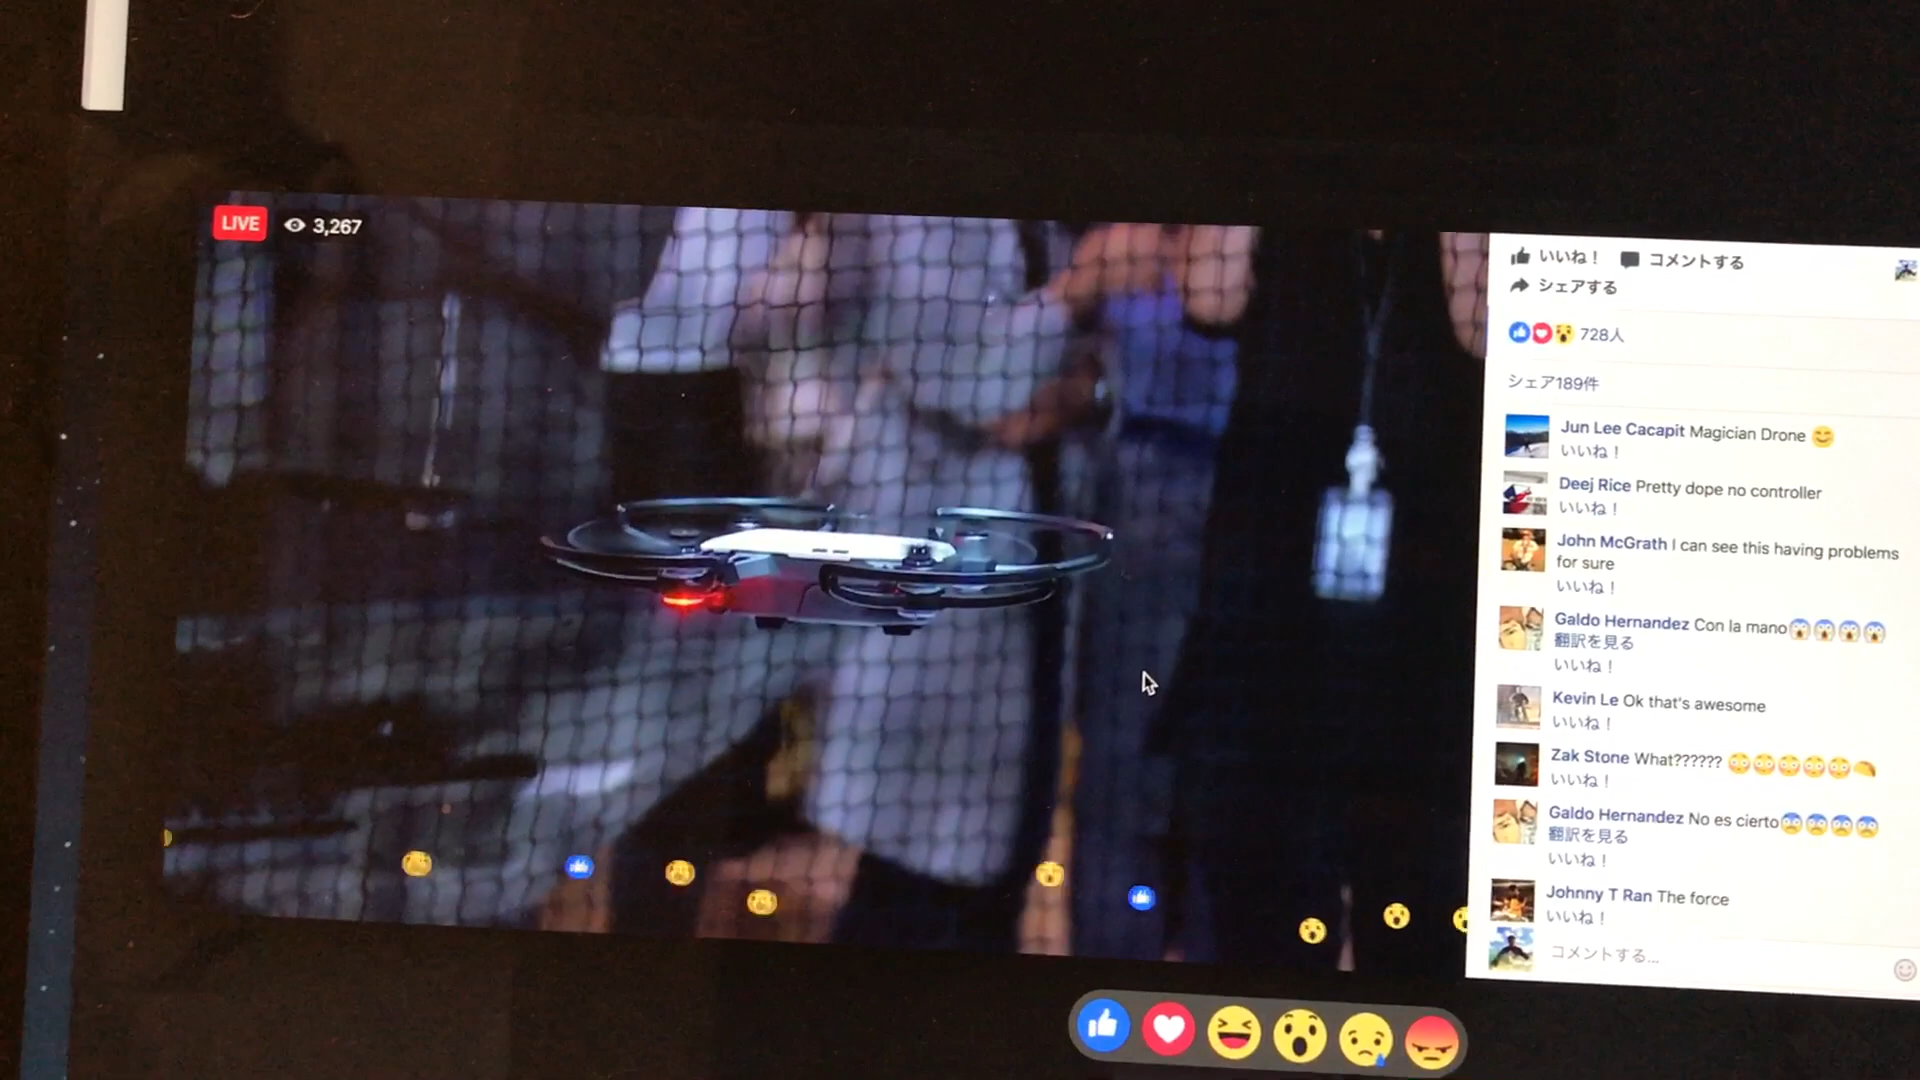 LIVE 3,267
いいね！ コメントする
シェアする
728人
シェア189件
Jun Lee Cacapit Magician Drone 😊
いいね！
Deej Rice Pretty dope no controller
いいね！
John McGrath I can see this having problems
for sure
いいね！
Galdo Hernandez Con la mano😱😱😱😱
翻訳を見る
いいね！
Kevin Le Ok that's awesome
いいね！
Zak Stone What?????? 😳😳😳😳😳🌮
いいね！
Galdo Hernandez No es cierto😨😨😨😨
翻訳を見る
いいね！
Johnny T Ran The force
いいね！
コメントする...